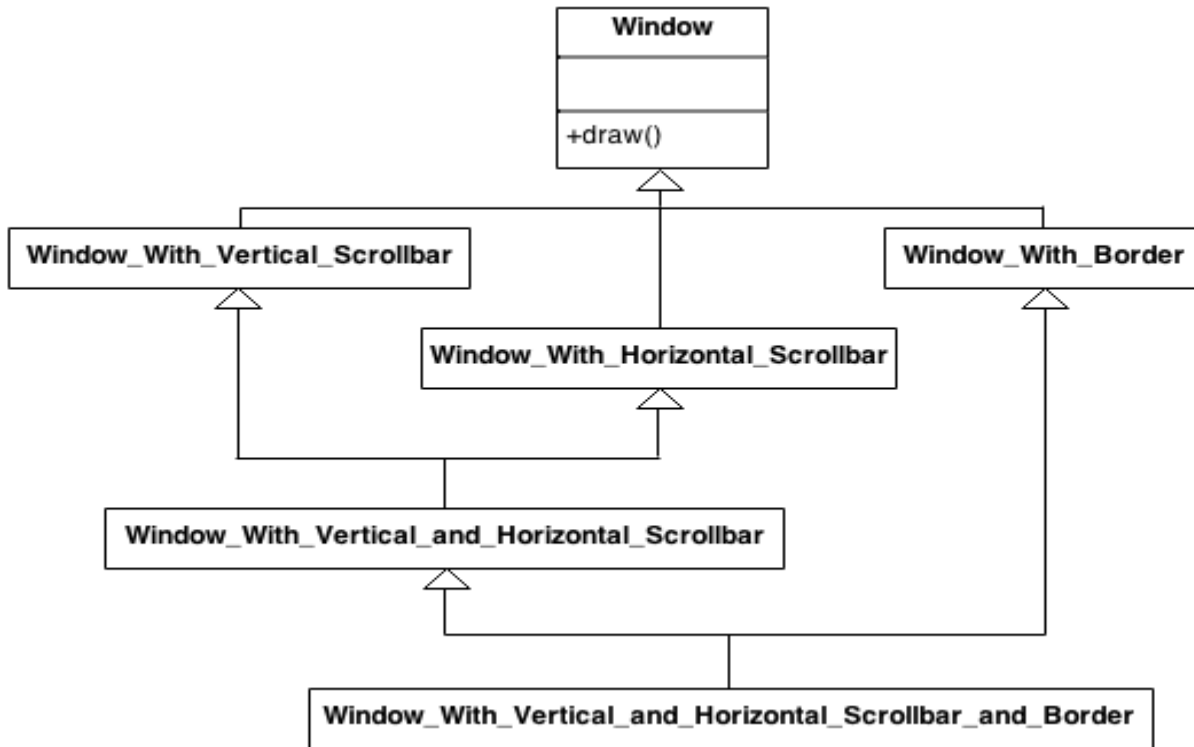 Window
+draw()
Window_With_Vertical_Scrollbar
Window_With_Border
Window_With_Horizontal_Scrollbar
Window_With_Vertical_and_Horizontal_Scrollbar
Window_With_Vertical_and_Horizontal_Scrollbar_and_Border